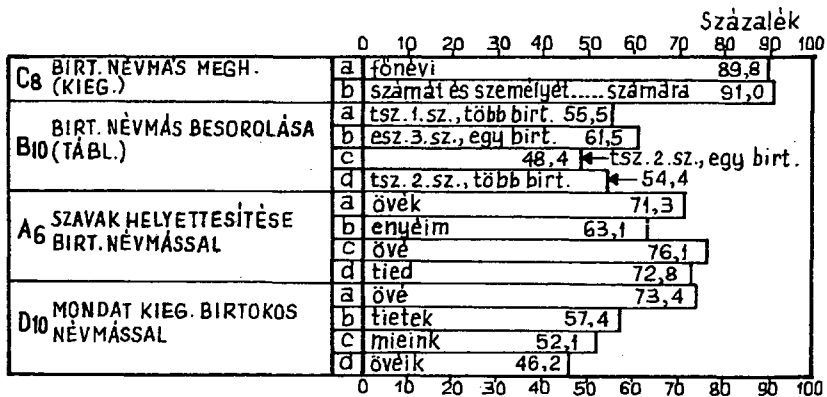 Százalék
0 10 20 30 40 50 60 70 80 90 100
C8 BIRT. NÉVMÁS MEGH. (KIEG.)
a főnévi 89,8
b számát és személyét.....számára 91,0
B10 BIRT. NÉVMÁS BESOROLÁSA (TÁBL.)
a tsz.1.sz., több birt. 55,5
b esz.3.sz., egy birt. 61,5
c 48,4 tsz.2.sz., egy birt.
d tsz.2.sz., több birt. 54,4
A6 SZAVAK HELYETTESÍTÉSE BIRT. NÉVMÁSSAL
a övék 71,3
b enyéim 63,1
c övé 76,1
d tied 72,8
D10 MONDAT KIEG. BIRTOKOS NÉVMÁSSAL
a övé 73,4
b tietek 57,4
c mieink 52,1
d övéik 46,2
0 10 20 30 40 50 60 70 80 90 100